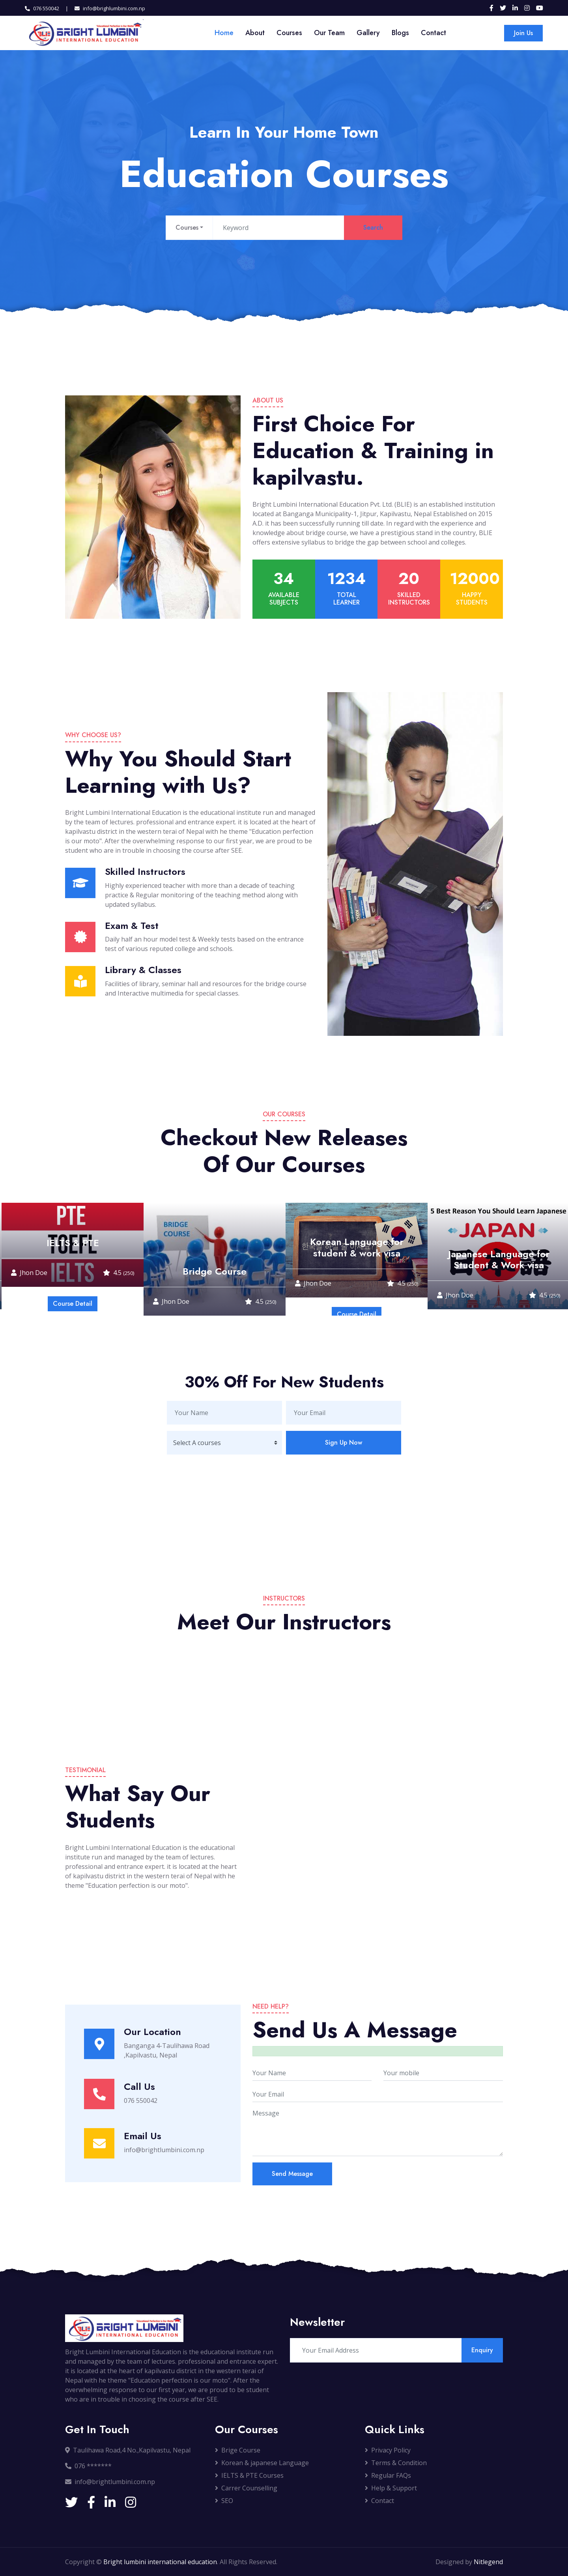 076 550042 | info@brighlumbini.com.np
BRIGHT LUMBINI
INTERNATIONAL EDUCATION
Home About Courses Our Team Gallery Blogs Contact
Join Us
Learn In Your Home Town
Education Courses
Courses Keyword Search
ABOUT US
First Choice For
Education & Training in
kapilvastu.
Bright Lumbini International Education Pvt. Ltd. (BLIE) is an established institution
located at Banganga Municipality-1, Jitpur, Kapilvastu, Nepal Established on 2015
A.D. it has been successfully running till date. In regard with the experience and
knowledge about bridge course, we have a prestigious stand in the country, BLIE
offers extensive syllabus to bridge the gap between school and colleges.
34 1234 20 12000
AVAILABLE TOTAL SKILLED HAPPY
SUBJECTS LEARNER INSTRUCTORS STUDENTS
WHY CHOOSE US?
Why You Should Start
Learning with Us?
Bright Lumbini International Education is the educational institute run and managed
by the team of lectures. professional and entrance expert. it is located at the heart of
kapilvastu district in the western terai of Nepal with he theme "Education perfection
is our moto". After the overwhelming response to our first year, we are proud to be
student who are in trouble in choosing the course after SEE.
Skilled Instructors
Highly experienced teacher with more than a decade of teaching
practice & Regular monitoring of the teaching method along with
updated syllabus.
Exam & Test
Daily half an hour model test & Weekly tests based on the entrance
test of various reputed college and schools.
Library & Classes
Facilities of library, seminar hall and resources for the bridge course
and Interactive multimedia for special classes.
OUR COURSES
Checkout New Releases
Of Our Courses
PTE
TOEFL
IELTS
IELTS & PTE
Jhon Doe 4.5 (250)
Course Detail
BRIDGE
COURSE
Bridge Course
Jhon Doe 4.5 (250)
Korean Language for
student & work visa
Jhon Doe 4.5 (250)
Course Detail
5 Best Reason You Should Learn Japanese
JAPAN
Japanese Language for
Student & Work visa
Jhon Doe 4.5 (250)
30% Off For New Students
Your Name Your Email
Select A courses Sign Up Now
INSTRUCTORS
Meet Our Instructors
TESTIMONIAL
What Say Our
Students
Bright Lumbini International Education is the educational
institute run and managed by the team of lectures.
professional and entrance expert. it is located at the heart
of kapilvastu district in the western terai of Nepal with he
theme "Education perfection is our moto".
Our Location
Banganga 4-Taulihawa Road
,Kapilvastu, Nepal
Call Us
076 550042
Email Us
info@brightlumbini.com.np
NEED HELP?
Send Us A Message
Your Name Your mobile
Your Email
Message
Send Message
BRIGHT LUMBINI
INTERNATIONAL EDUCATION
Bright Lumbini International Education is the educational institute run
and managed by the team of lectures. professional and entrance expert.
it is located at the heart of kapilvastu district in the western terai of
Nepal with he theme "Education perfection is our moto". After the
overwhelming response to our first year, we are proud to be student
who are in trouble in choosing the course after SEE.
Newsletter
Your Email Address Enquiry
Get In Touch
Taulihawa Road,4 No.,Kapilvastu, Nepal
076 *******
info@brightlumbini.com.np
Our Courses
Brige Course
Korean & japanese Language
IELTS & PTE Courses
Carrer Counselling
SEO
Quick Links
Privacy Policy
Terms & Condition
Regular FAQs
Help & Support
Contact
Copyright © Bright lumbini international education. All Rights Reserved.
Designed by Nitlegend